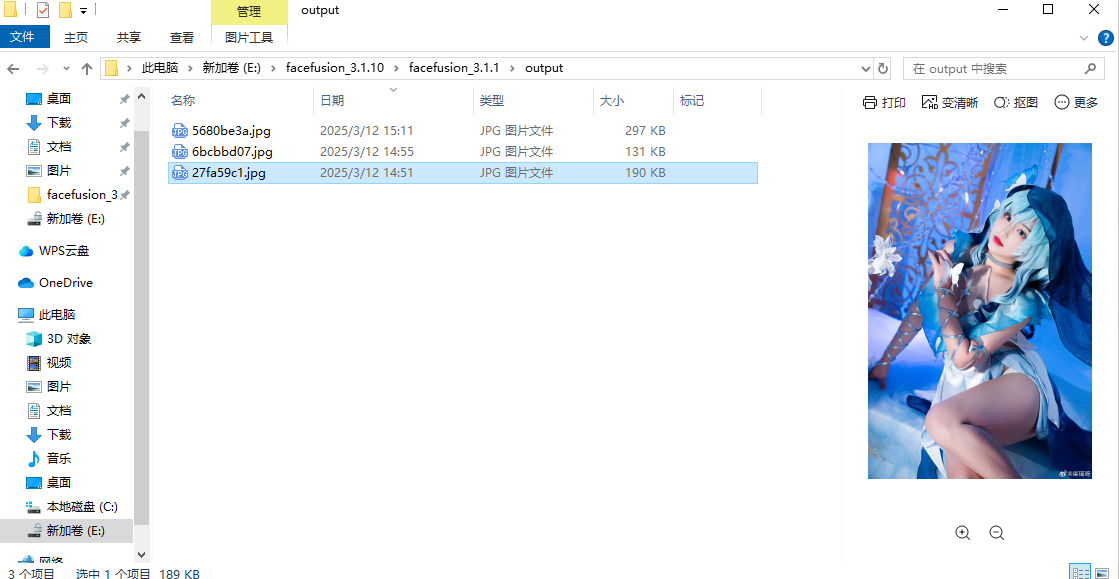 管理
output
文件
主页
共享
查看
图片工具
此电脑
新加卷 (E:)
facefusion_3.1.10
facefusion_3.1.1
output
在 output 中搜索
桌面
下载
文档
图片
facefusion_3
新加卷 (E:)
WPS云盘
OneDrive
此电脑
3D 对象
视频
图片
文档
下载
音乐
桌面
本地磁盘 (C:)
新加卷 (E:)
网络
名称 日期 类型 大小 标记
5680be3a.jpg 2025/3/12 15:11 JPG 图片文件 297 KB
6bcbbd07.jpg 2025/3/12 14:55 JPG 图片文件 131 KB
27fa59c1.jpg 2025/3/12 14:51 JPG 图片文件 190 KB
打印 变清晰 抠图 更多
3 个项目 选中 1 个项目 189 KB